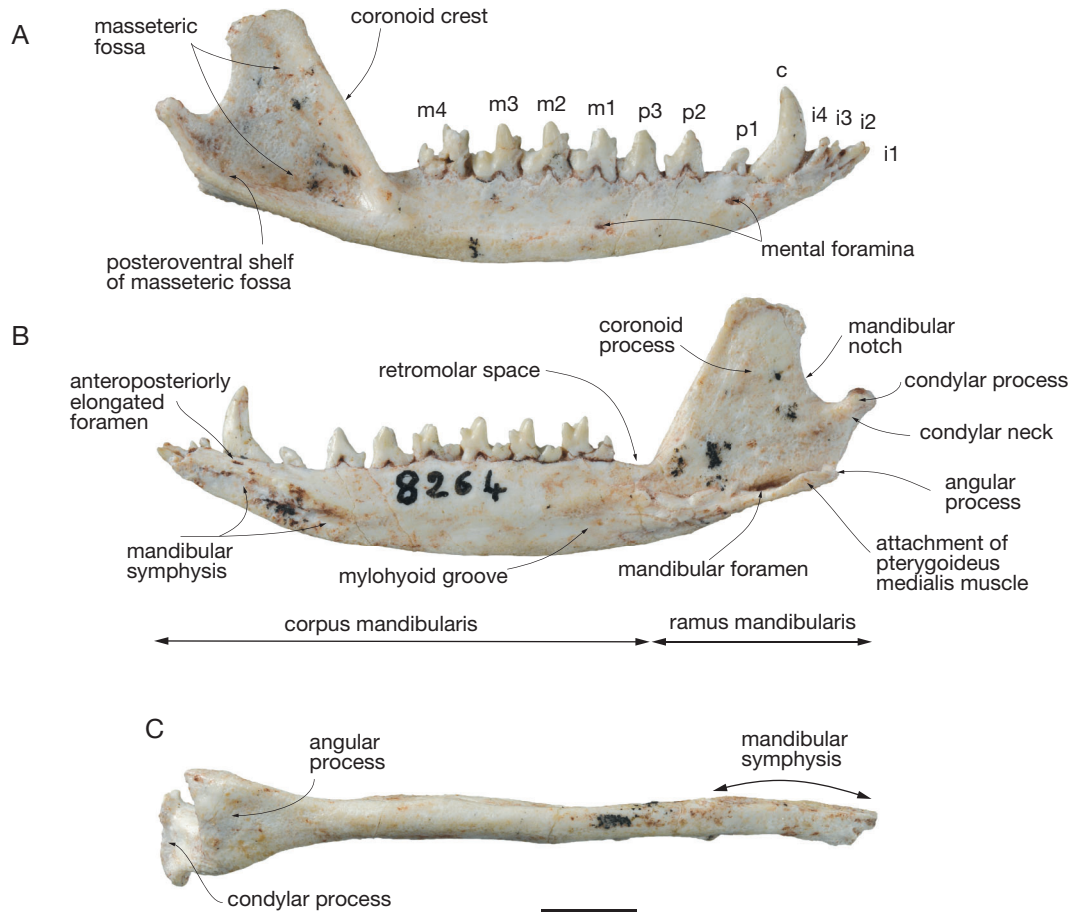 A
masseteric
fossa
coronoid crest
m4
m3
m2
m1
p3
p2
p1
c
i4
i3
i2
i1
posteroventral shelf
of masseteric fossa
mental foramina
B
anteroposteriorly
elongated
foramen
retromolar space
coronoid
process
mandibular
notch
condylar process
condylar neck
8264
angular
process
mandibular
symphysis
mylohyoid groove
mandibular foramen
attachment of
pterygoideus
medialis muscle
corpus mandibularis
ramus mandibularis
C
angular
process
mandibular
symphysis
condylar process